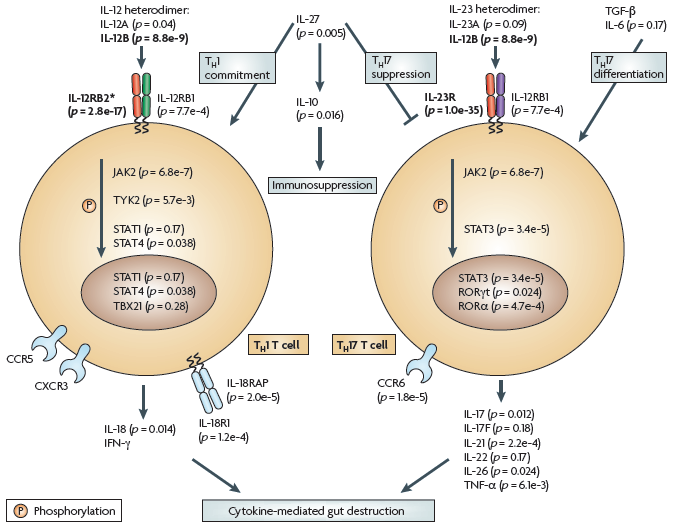 IL-12 heterodimer:
IL-12A (p = 0.04)
IL-12B (p = 8.8e-9)
IL-27
(p = 0.005)
IL-23 heterodimer:
IL-23A (p = 0.09)
IL-12B (p = 8.8e-9)
TGF-β
IL-6 (p = 0.17)
TH1
commitment
TH17
suppression
TH17
differentiation
IL-12RB2*
(p = 2.8e-17)
IL-12RB1
(p = 7.7e-4)
IL-10
(p = 0.016)
IL-23R
(p = 1.0e-35)
IL-12RB1
(p = 7.7e-4)
Immunosuppression
P
JAK2 (p = 6.8e-7)
TYK2 (p = 5.7e-3)
STAT1 (p = 0.17)
STAT4 (p = 0.038)
STAT1 (p = 0.17)
STAT4 (p = 0.038)
TBX21 (p = 0.28)
P
JAK2 (p = 6.8e-7)
STAT3 (p = 3.4e-5)
STAT3 (p = 3.4e-5)
RORγt (p = 0.024)
RORα (p = 4.7e-4)
TH1 T cell
TH17 T cell
CCR5
CXCR3
IL-18RAP
(p = 2.0e-5)
IL-18R1
(p = 1.2e-4)
CCR6
(p = 1.8e-5)
IL-18 (p = 0.014)
IFN-γ
IL-17 (p = 0.012)
IL-17F (p = 0.18)
IL-21 (p = 2.2e-4)
IL-22 (p = 0.17)
IL-26 (p = 0.024)
TNF-α (p = 6.1e-3)
P Phosphorylation
Cytokine-mediated gut destruction